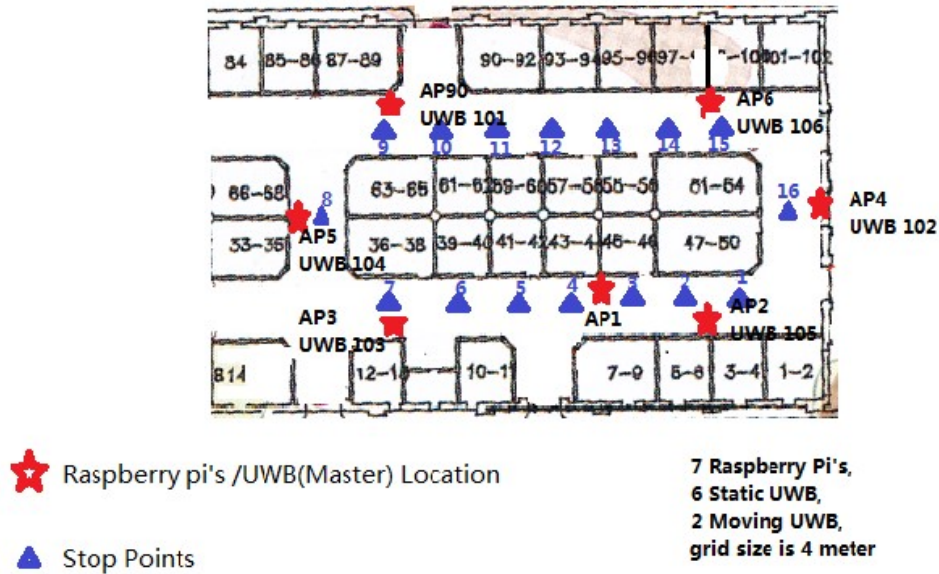 84 85-86 87-89 90-92 93-94 95-96 97- 101-102
AP90
UWB 101
AP6
UWB 106
9 10 11 12 13 14 15
66-68 63-65 61-62 59-60 57-58 55-56 51-54
8 16
AP4
UWB 102
33-35 36-38 39-40 41-42 43-44 45-46 47-50
AP5
UWB 104
7 6 5 4 3 1
AP3
UWB 103
AP1
AP2
UWB 105
814 12-1 10-11 7-9 5-6 3-4 1-2
Raspberry pi's /UWB(Master) Location
Stop Points
7 Raspberry Pi's,
6 Static UWB,
2 Moving UWB,
grid size is 4 meter